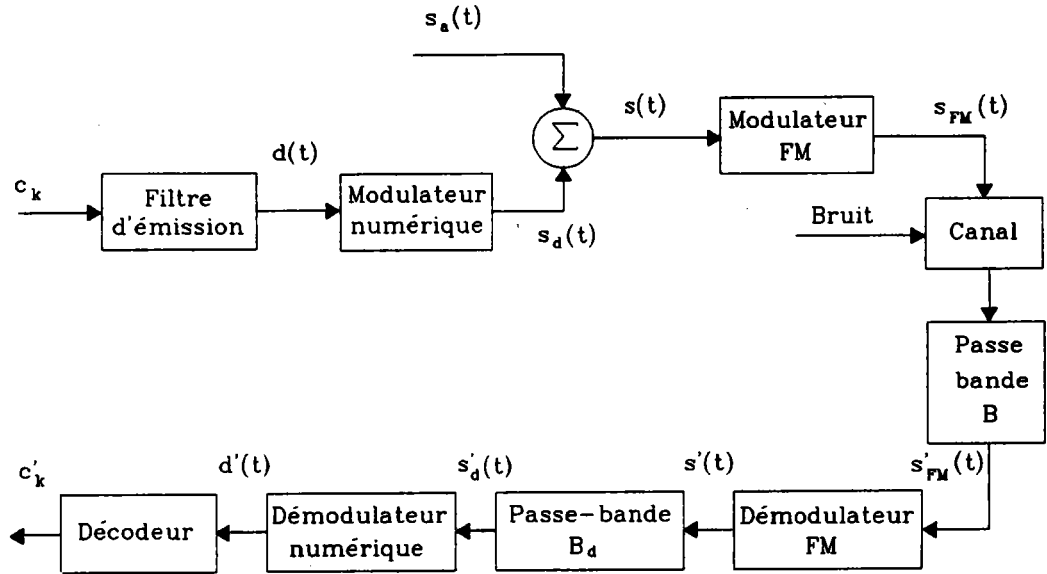 s_a(t)
s(t)
Modulateur
FM
s_FM(t)
Σ
d(t)
c_k
Filtre
d'émission
Modulateur
numérique
s_d(t)
Bruit
Canal
Passe
bande
B
c'_k
d'(t)
s'_d(t)
s'(t)
s'_FM(t)
Décodeur
Démodulateur
numérique
Passe-bande
B_d
Démodulateur
FM